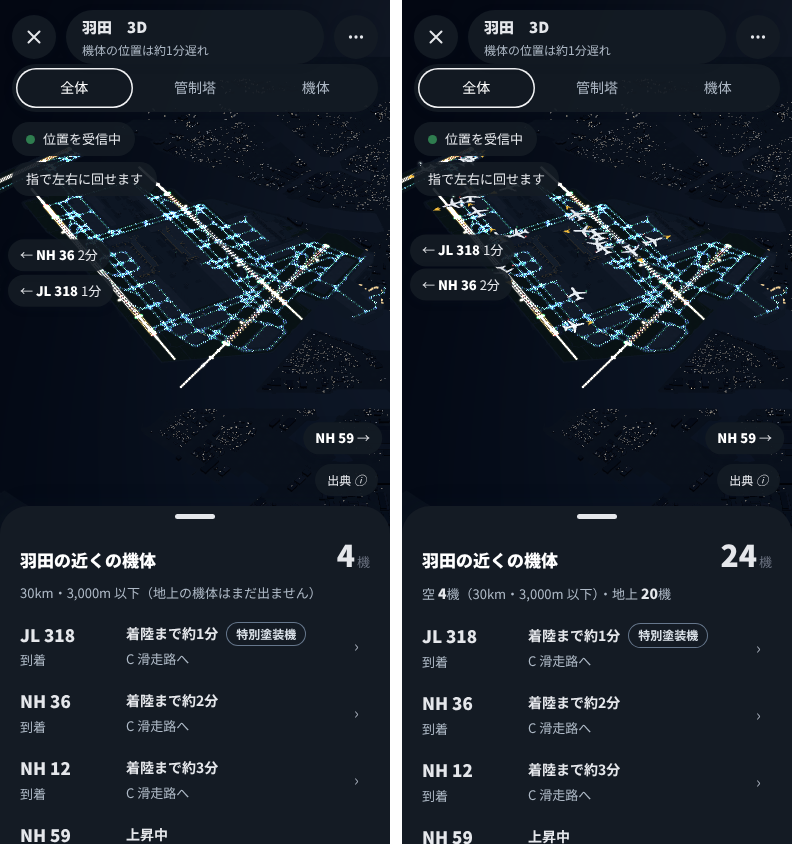 羽田 3D
機体の位置は約1分遅れ
全体 管制塔 機体
位置を受信中
指で左右に回せます
← NH 36 2分
← JL 318 1分
NH 59 →
出典 ⓘ
羽田の近くの機体 4機
30km・3,000m 以下（地上の機体はまだ出ません）
JL 318 着陸まで約1分 特別塗装機
到着 C 滑走路へ
NH 36 着陸まで約2分
到着 C 滑走路へ
NH 12 着陸まで約3分
到着 C 滑走路へ
NH 59 上昇中
羽田 3D
機体の位置は約1分遅れ
全体 管制塔 機体
位置を受信中
指で左右に回せます
← JL 318 1分
← NH 36 2分
NH 59 →
出典 ⓘ
羽田の近くの機体 24機
空 4機（30km・3,000m 以下）・地上 20機
JL 318 着陸まで約1分 特別塗装機
到着 C 滑走路へ
NH 36 着陸まで約2分
到着 C 滑走路へ
NH 12 着陸まで約3分
到着 C 滑走路へ
NH 59 上昇中